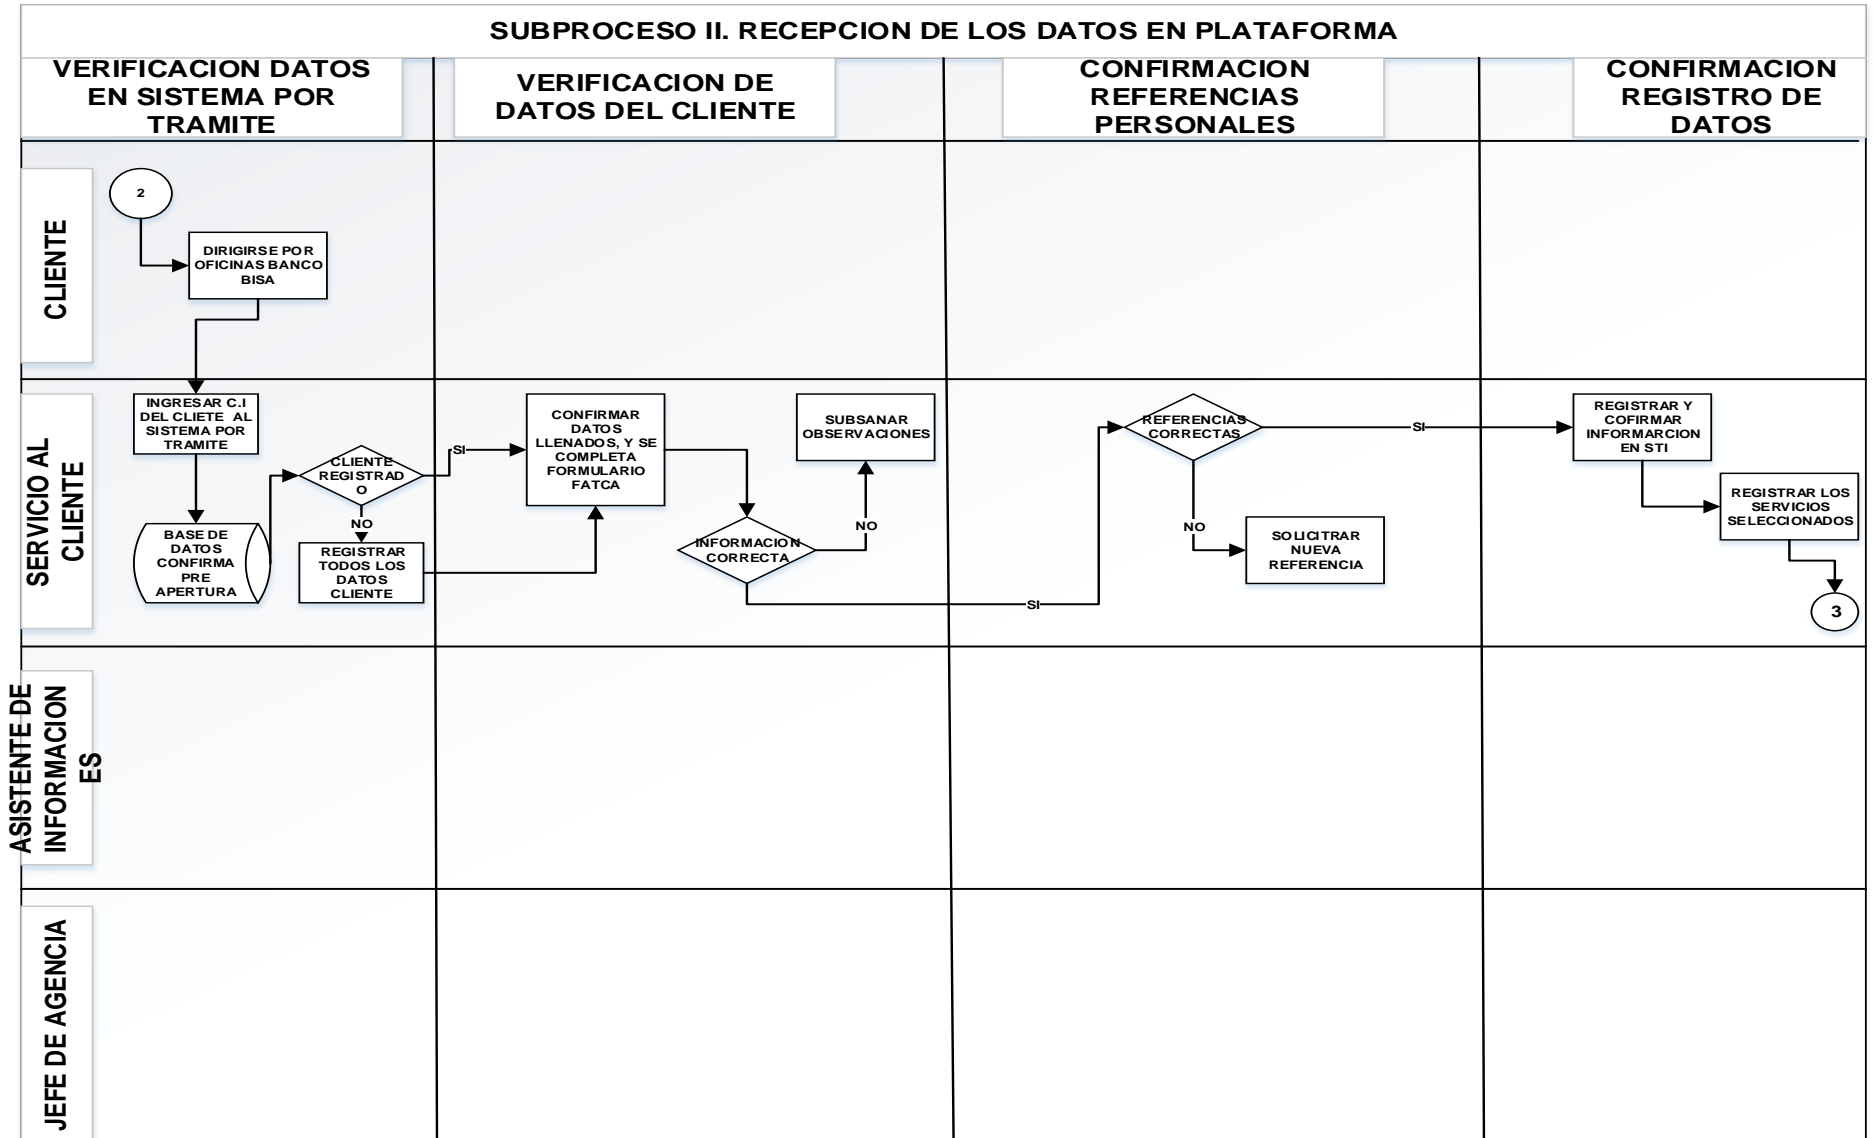 SUBPROCESO II. RECEPCION DE LOS DATOS EN PLATAFORMA
VERIFICACION DATOS
EN SISTEMA POR
TRAMITE
VERIFICACION DE
DATOS DEL CLIENTE
CONFIRMACION
REFERENCIAS
PERSONALES
CONFIRMACION
REGISTRO DE
DATOS
CLIENTE
2
DIRIGIRSE POR
OFICINAS BANCO
BISA
SERVICIO AL
CLIENTE
INGRESAR C.I
DEL CLIETE AL
SISTEMA POR
TRAMITE
BASE DE
DATOS
CONFIRMA
PRE
APERTURA
CLIENTE
REGISTRAD
O
SI
NO
REGISTRAR
TODOS LOS
DATOS
CLIENTE
CONFIRMAR
DATOS
LLENADOS, Y SE
COMPLETA
FORMULARIO
FATCA
INFORMACION
CORRECTA
NO
SUBSANAR
OBSERVACIONES
SI
REFERENCIAS
CORRECTAS
NO
SOLICITRAR
NUEVA
REFERENCIA
SI
REGISTRAR Y
COFIRMAR
INFORMARCION
EN STI
REGISTRAR LOS
SERVICIOS
SELECCIONADOS
3
ASISTENTE DE
INFORMACION
ES
JEFE DE AGENCIA